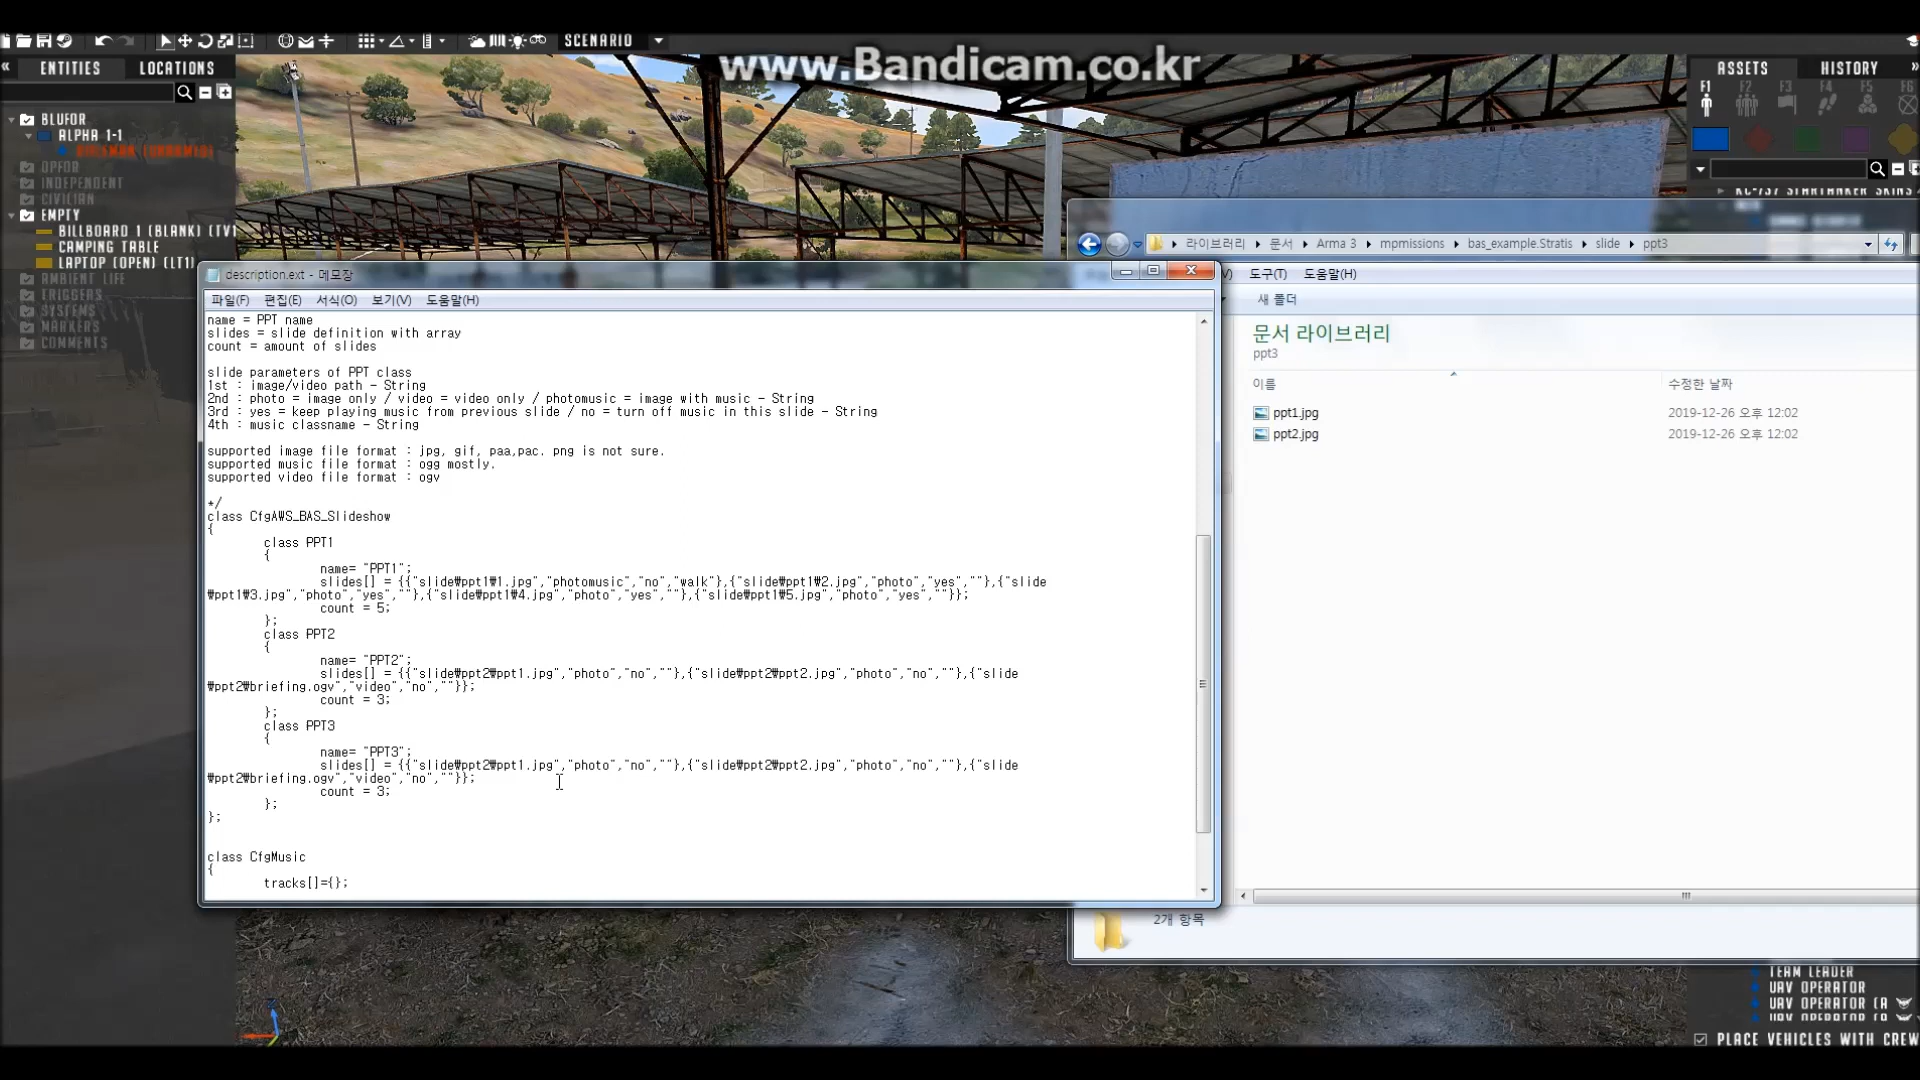 SCENARIO
www.Bandicam.co.kr
ENTITIES
LOCATIONS
ASSETS
HISTORY
F1 F2 F3 F4 F5 F6
BLUFOR
ALPHA 1-1
OPFOR
INDEPENDENT
CIVILIAN
EMPTY
BILLBOARD 1 (BLANK) (TV1
CAMPING TABLE
LAPTOP (OPEN) (LT1)
AMBIENT LIFE
TRIGGERS
SYSTEMS
MARKERS
COMMENTS
라이브러리
문서
Arma 3
mpmissions
bas_example.Stratis
slide
ppt3
도구(T)
도움말(H)
새 폴더
문서 라이브러리
ppt3
이름
수정한 날짜
ppt1.jpg
2019-12-26 오후 12:02
ppt2.jpg
2019-12-26 오후 12:02
2개 항목
description.ext - 메모장
파일(F) 편집(E) 서식(O) 보기(V) 도움말(H)
name = PPT name
slides = slide definition with array
count = amount of slides
slide parameters of PPT class
1st : image/video path - String
2nd : photo = image only / video = video only / photomusic = image with music - String
3rd : yes = keep playing music from previous slide / no = turn off music in this slide - String
4th : music classname - String
supported image file format : jpg, gif, paa,pac. png is not sure.
supported music file format : ogg mostly.
supported video file format : ogv
*/
class CfgAWS_BAS_Slideshow
{
class PPT1
{
name= "PPT1";
slides[] = {{"slide₩ppt1₩1.jpg","photomusic","no","walk"},{"slide₩ppt1₩2.jpg","photo","yes",""},{"slide
₩ppt1₩3.jpg","photo","yes",""},{"slide₩ppt1₩4.jpg","photo","yes",""},{"slide₩ppt1₩5.jpg","photo","yes",""}};
count = 5;
};
class PPT2
{
name= "PPT2";
slides[] = {{"slide₩ppt2₩ppt1.jpg","photo","no",""},{"slide₩ppt2₩ppt2.jpg","photo","no",""},{"slide
₩ppt2₩briefing.ogv","video","no",""}};
count = 3;
};
class PPT3
{
name= "PPT3";
slides[] = {{"slide₩ppt2₩ppt1.jpg","photo","no",""},{"slide₩ppt2₩ppt2.jpg","photo","no",""},{"slide
₩ppt2₩briefing.ogv","video","no",""}};
count = 3;
};
};
class CfgMusic
{
tracks[]={};
TEAM LEADER
UAV OPERATOR
UAV OPERATOR (A
PLACE VEHICLES WITH CREW